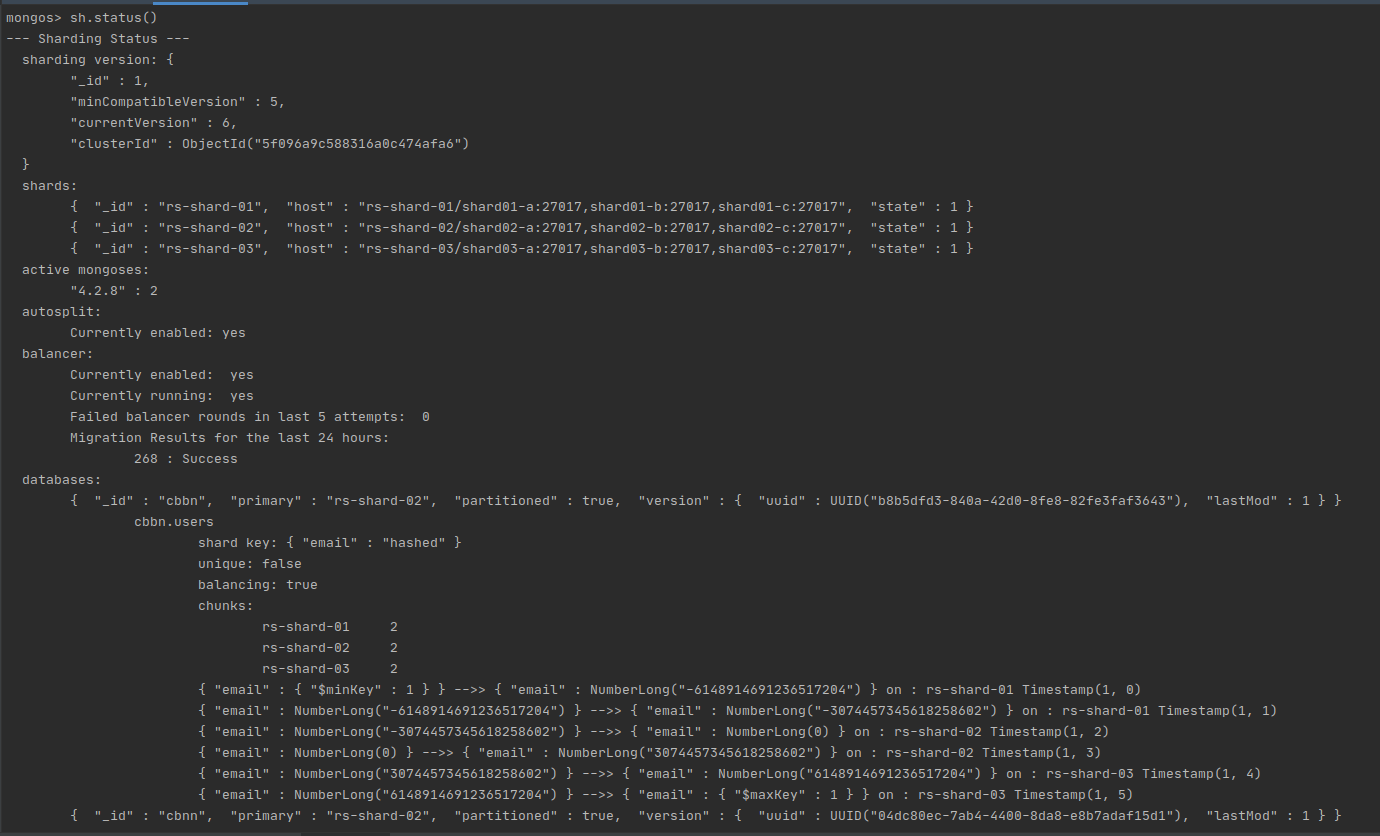 mongos> sh.status()
--- Sharding Status ---
  sharding version: {
        "_id" : 1,
        "minCompatibleVersion" : 5,
        "currentVersion" : 6,
        "clusterId" : ObjectId("5f096a9c588316a0c474afa6")
  }
  shards:
        {  "_id" : "rs-shard-01",  "host" : "rs-shard-01/shard01-a:27017,shard01-b:27017,shard01-c:27017",  "state" : 1 }
        {  "_id" : "rs-shard-02",  "host" : "rs-shard-02/shard02-a:27017,shard02-b:27017,shard02-c:27017",  "state" : 1 }
        {  "_id" : "rs-shard-03",  "host" : "rs-shard-03/shard03-a:27017,shard03-b:27017,shard03-c:27017",  "state" : 1 }
  active mongoses:
        "4.2.8" : 2
  autosplit:
        Currently enabled: yes
  balancer:
        Currently enabled:  yes
        Currently running:  yes
        Failed balancer rounds in last 5 attempts:  0
        Migration Results for the last 24 hours:
                268 : Success
  databases:
        {  "_id" : "cbbn",  "primary" : "rs-shard-02",  "partitioned" : true,  "version" : {  "uuid" : UUID("b8b5dfd3-840a-42d0-8fe8-82fe3faf3643"),  "lastMod" : 1 } }
                cbbn.users
                        shard key: { "email" : "hashed" }
                        unique: false
                        balancing: true
                        chunks:
                                rs-shard-01     2
                                rs-shard-02     2
                                rs-shard-03     2
                        { "email" : { "$minKey" : 1 } } -->> { "email" : NumberLong("-6148914691236517204") } on : rs-shard-01 Timestamp(1, 0)
                        { "email" : NumberLong("-6148914691236517204") } -->> { "email" : NumberLong("-3074457345618258602") } on : rs-shard-01 Timestamp(1, 1)
                        { "email" : NumberLong("-3074457345618258602") } -->> { "email" : NumberLong(0) } on : rs-shard-02 Timestamp(1, 2)
                        { "email" : NumberLong(0) } -->> { "email" : NumberLong("3074457345618258602") } on : rs-shard-02 Timestamp(1, 3)
                        { "email" : NumberLong("3074457345618258602") } -->> { "email" : NumberLong("6148914691236517204") } on : rs-shard-03 Timestamp(1, 4)
                        { "email" : NumberLong("6148914691236517204") } -->> { "email" : { "$maxKey" : 1 } } on : rs-shard-03 Timestamp(1, 5)
        {  "_id" : "cbnn",  "primary" : "rs-shard-02",  "partitioned" : true,  "version" : {  "uuid" : UUID("04dc80ec-7ab4-4400-8da8-e8b7adaf15d1"),  "lastMod" : 1 } }